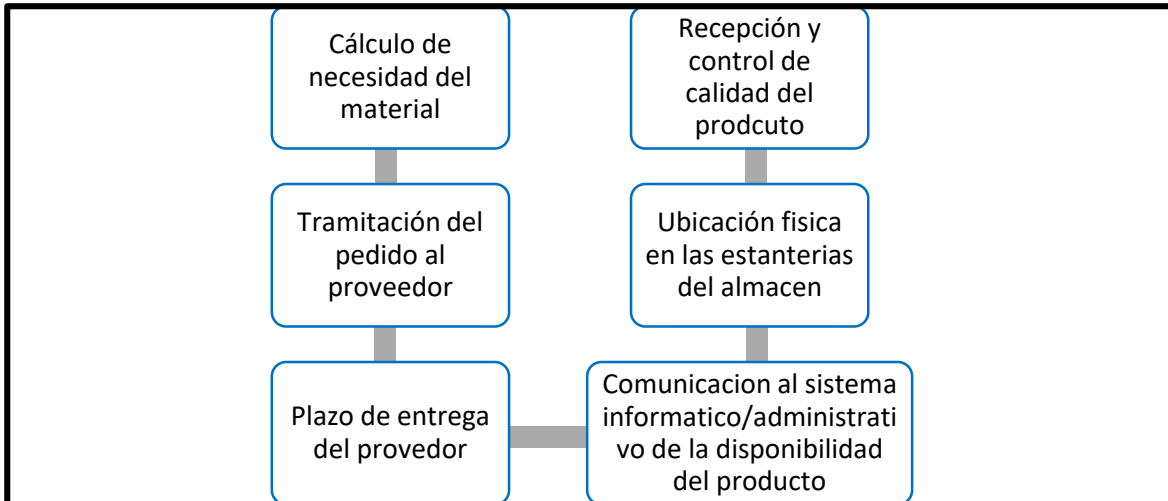 Cálculo de
necesidad del
material
Tramitación del
pedido al
proveedor
Plazo de entrega
del provedor
Comunicacion al sistema
informatico/administrati
vo de la disponibilidad
del producto
Ubicación fisica
en las estanterias
del almacen
Recepción y
control de
calidad del
prodcuto